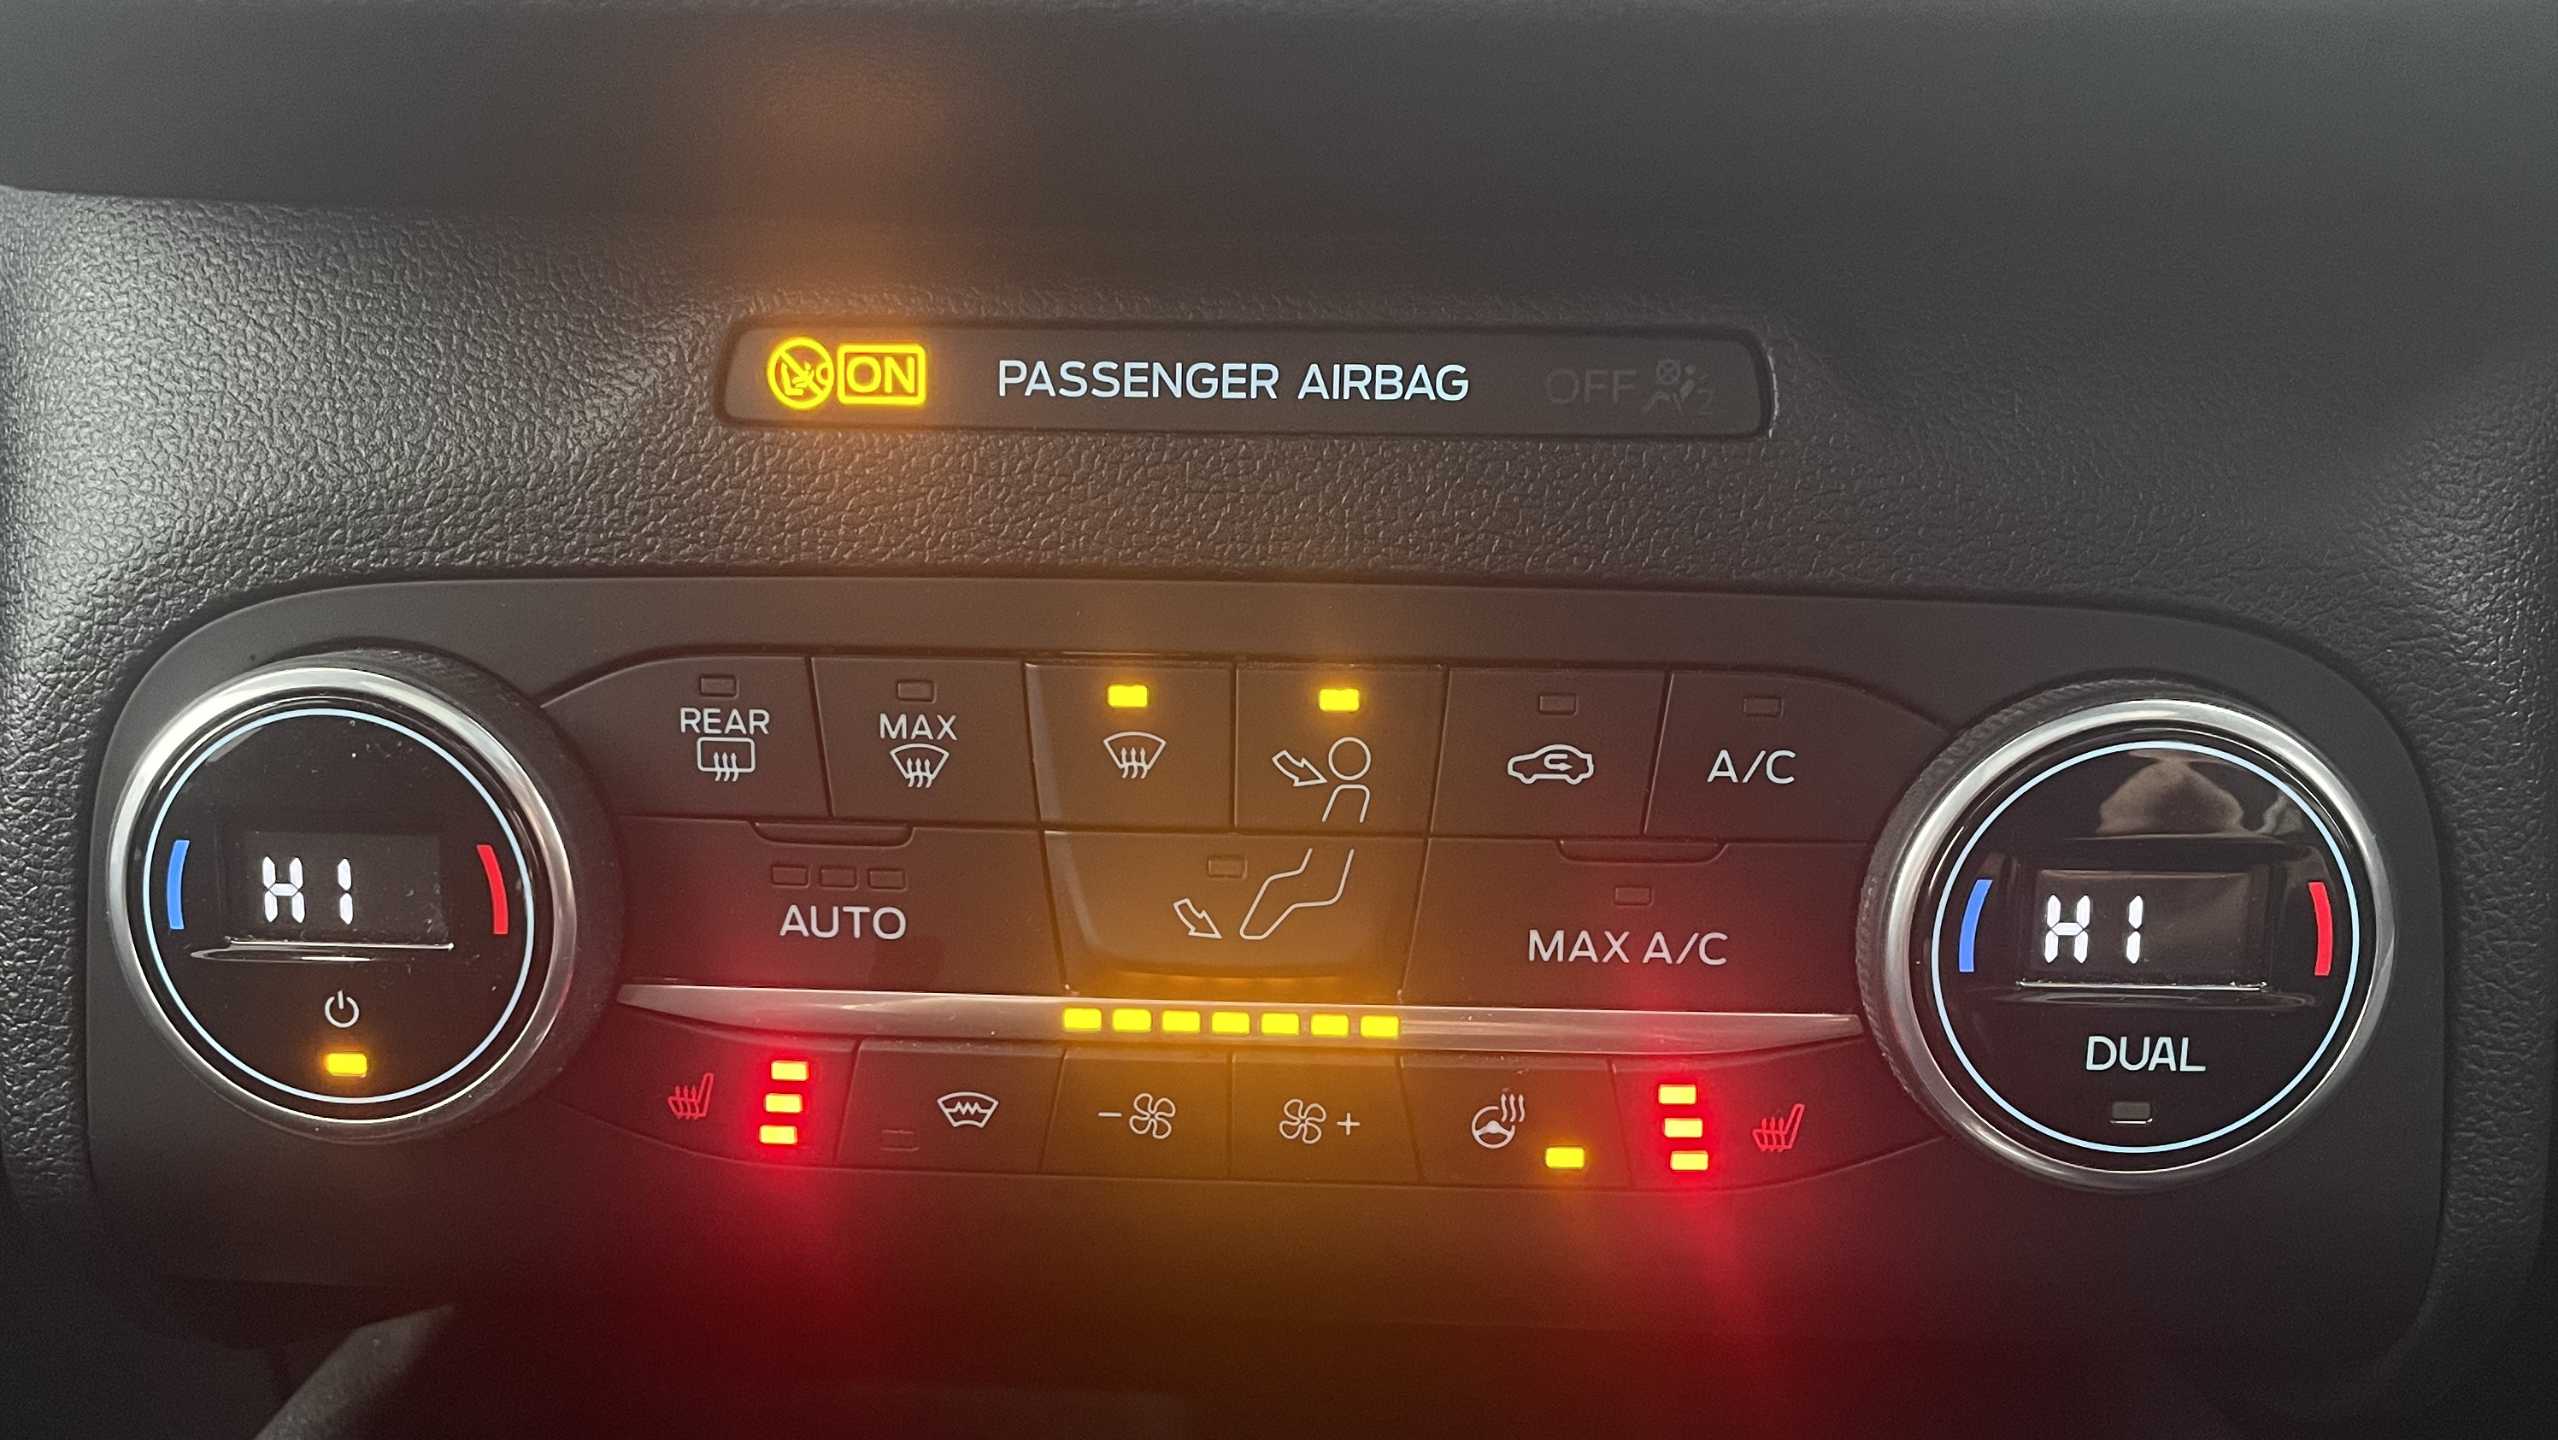 ON PASSENGER AIRBAG OFF
REAR
MAX
A/C
HI
AUTO
MAX A/C
HI
DUAL
- +